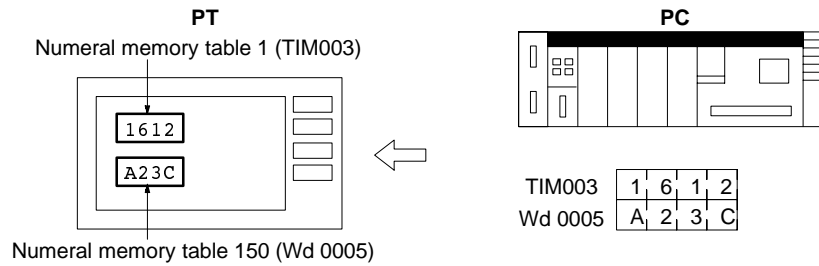 PT
PC
Numeral memory table 1 (TIM003)
1612
A23C
TIM003 1 6 1 2
Wd 0005 A 2 3 C
Numeral memory table 150 (Wd 0005)